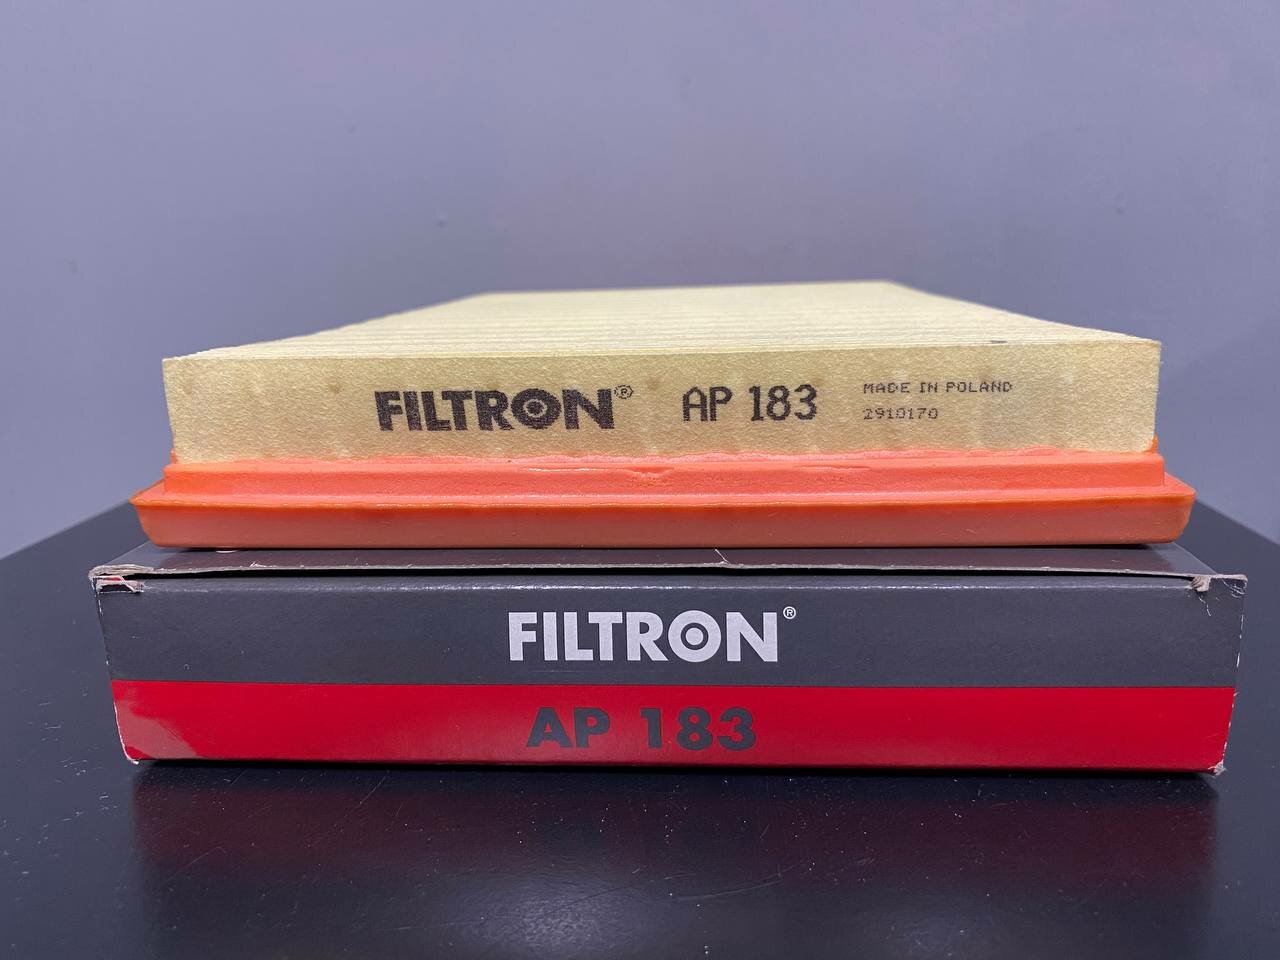 FILTRON® AP 183 MADE IN POLAND
2910170
FILTRON®
AP 183